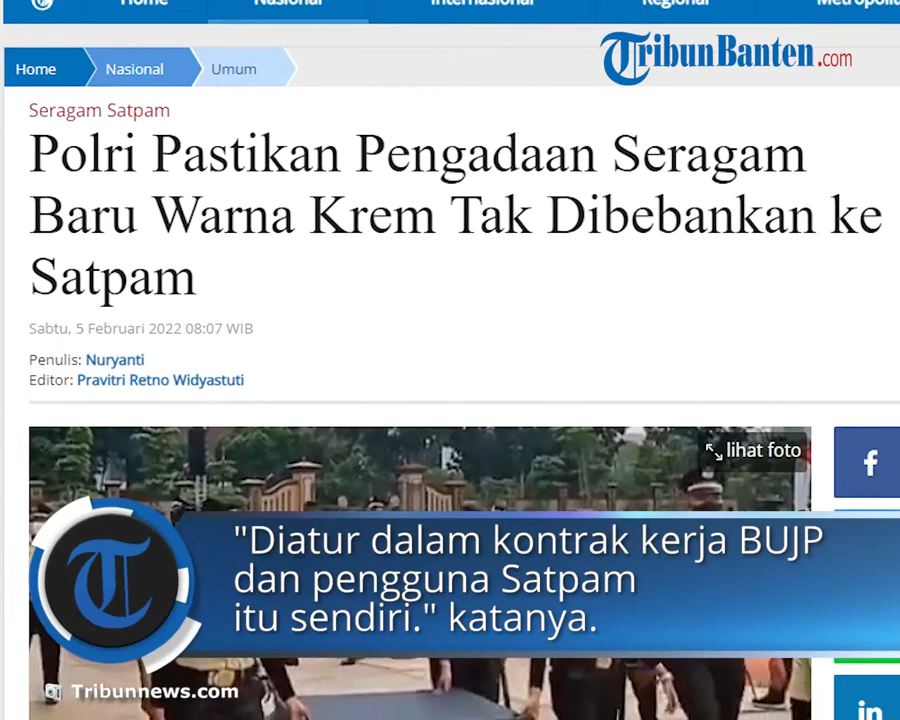 Home Nasional Internasional Regional
Home Nasional Umum
TribunBanten.com
Seragam Satpam
Polri Pastikan Pengadaan Seragam
Baru Warna Krem Tak Dibebankan ke
Satpam
Sabtu, 5 Februari 2022 08:07 WIB
Penulis: Nuryanti
Editor: Pravitri Retno Widyastuti
lihat foto
f
"Diatur dalam kontrak kerja BUJP
dan pengguna Satpam
itu sendiri." katanya.
T
Tribunnews.com
in